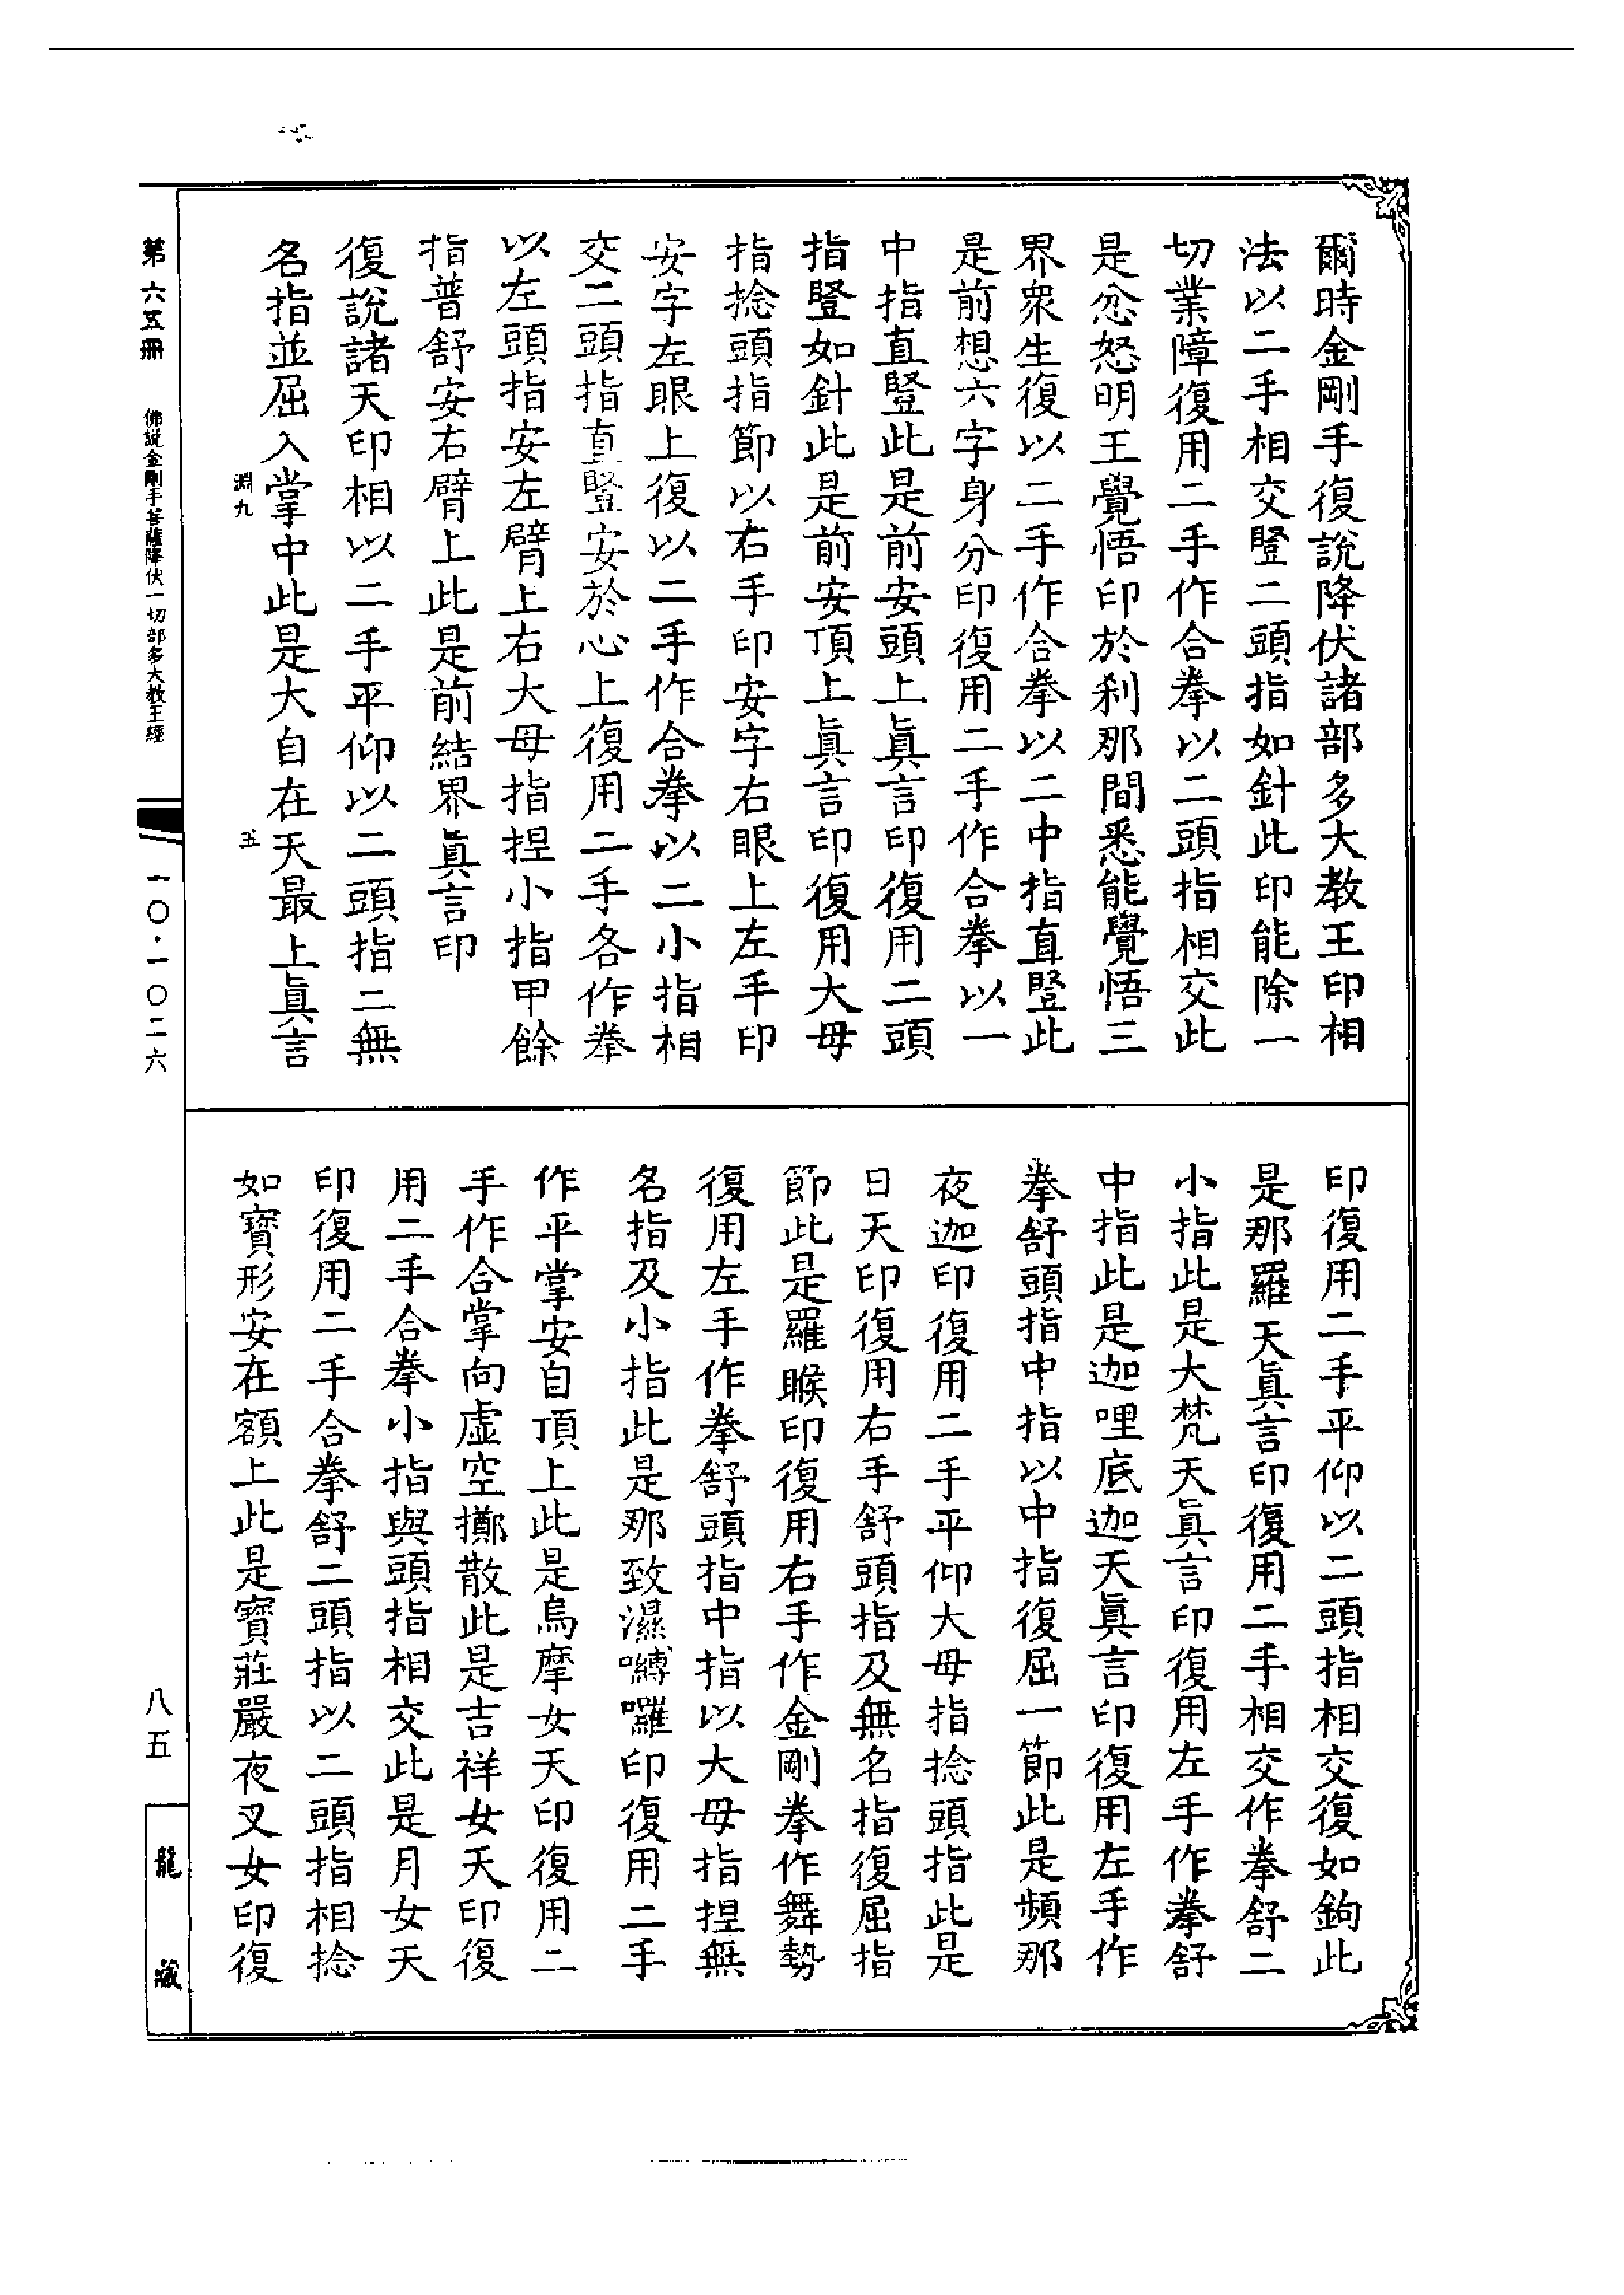 爾時金剛手復說降伏諸部多大教王印相
法以二手相交豎二頭指如針此印能除一
切業障復用二手作合拳以二頭指相交此
是忿怒明王覺悟印於刹那間悉能覺悟三
界衆生復以二手作合拳以二中指直豎此
是前想六字身分印復用二手作合拳以一
中指直豎此是前安頭上眞言印復用二頭
指豎如針此是前安頂上眞言印復用大母
指捻頭指節以右手印安字右眼上左手印
安字左眼上復以二手作合拳以二小指相
交二頭指直豎安於心上復用二手各作拳
以左頭指安左臂上右大母指捏小指甲餘
指普舒安右臂上此是前結界眞言印
復說諸天印相以二手平仰以二頭指二無
名指並屈入掌中此是大自在天最上眞言
印復用二手平仰以二頭指相交復如鉤此
是那羅天眞言印復用二手相交作拳舒二
小指此是大梵天眞言印復用左手作拳舒
中指此是迦哩底迦天眞言印復用左手作
拳舒頭指中指以中指復屈一節此是頻那
夜迦印復用二手平仰大母指捻頭指此是
日天印復用右手舒頭指及無名指復屈指
節此是羅睺印復用右手作金剛拳作舞勢
復用左手作拳舒頭指中指以大母指捏無
名指及小指此是那致濕嚩囉印復用二手
作平掌安自頂上此是烏摩女天印復用二
手作合掌向虛空擲散此是吉祥女天印復
用二手合拳小指與頭指相交此是月女天
印復用二手合拳舒二頭指以二頭指相捻
如寶形安在額上此是寶莊嚴夜叉女印復
淵九
五
第六五冊 佛説金剛手菩薩降伏一切部多大教王經
一〇·一〇二六
八五
龍藏